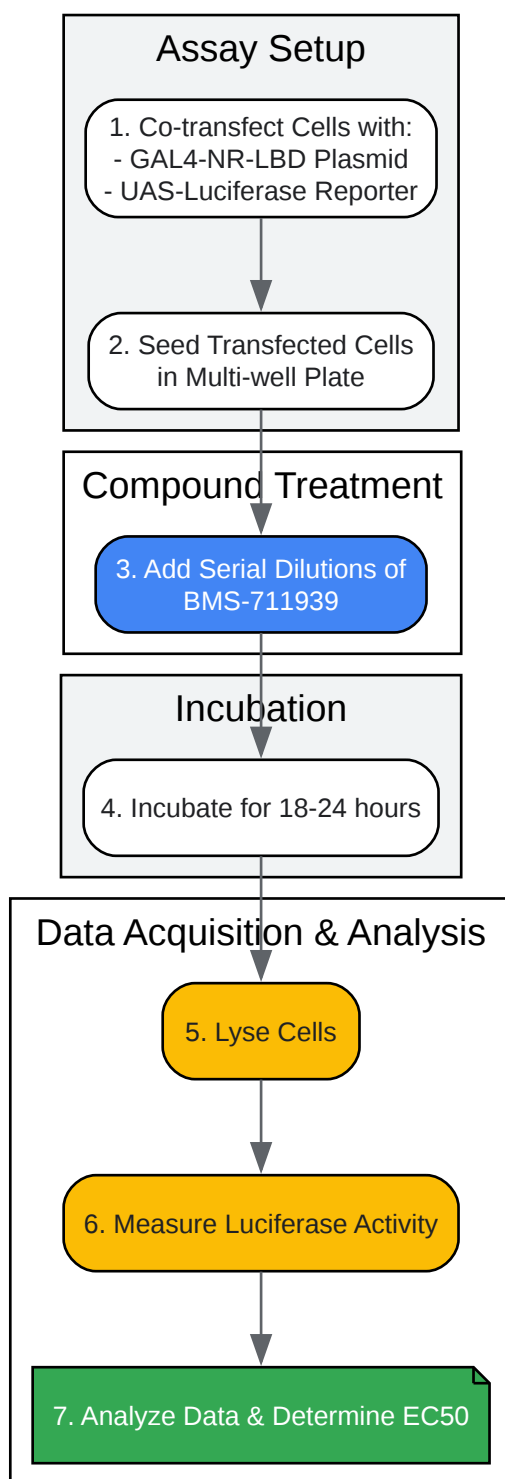 Assay Setup
1. Co-transfect Cells with:
- GAL4-NR-LBD Plasmid
- UAS-Luciferase Reporter
2. Seed Transfected Cells
in Multi-well Plate
Compound Treatment
3. Add Serial Dilutions of
BMS-711939
Incubation
4. Incubate for 18-24 hours
Data Acquisition & Analysis
5. Lyse Cells
6. Measure Luciferase Activity
7. Analyze Data & Determine EC50